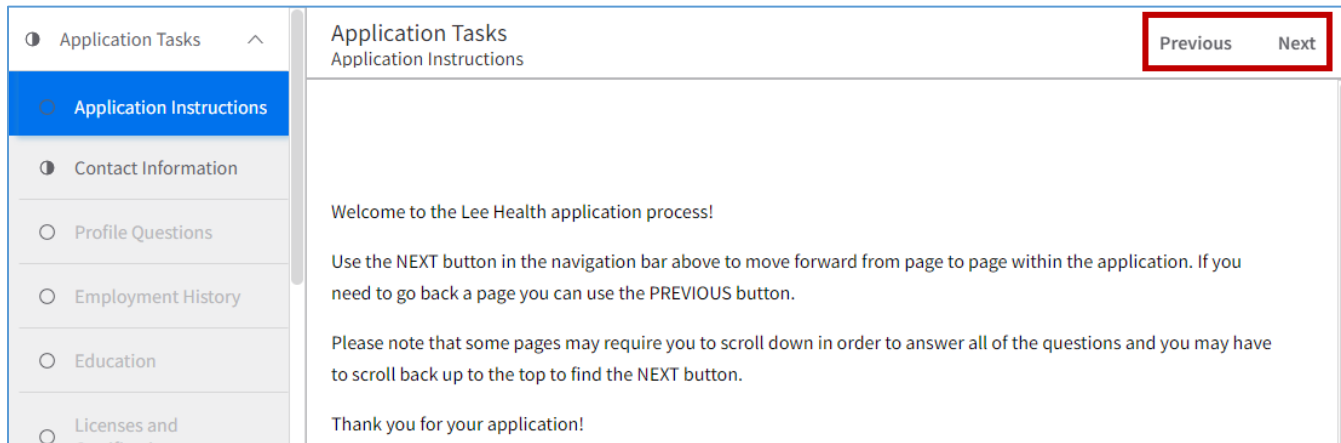 Application Tasks
Application Instructions
Contact Information
Profile Questions
Employment History
Education
Licenses and
Application Tasks
Application Instructions
Previous Next
Welcome to the Lee Health application process!
Use the NEXT button in the navigation bar above to move forward from page to page within the application. If you
need to go back a page you can use the PREVIOUS button.
Please note that some pages may require you to scroll down in order to answer all of the questions and you may have
to scroll back up to the top to find the NEXT button.
Thank you for your application!